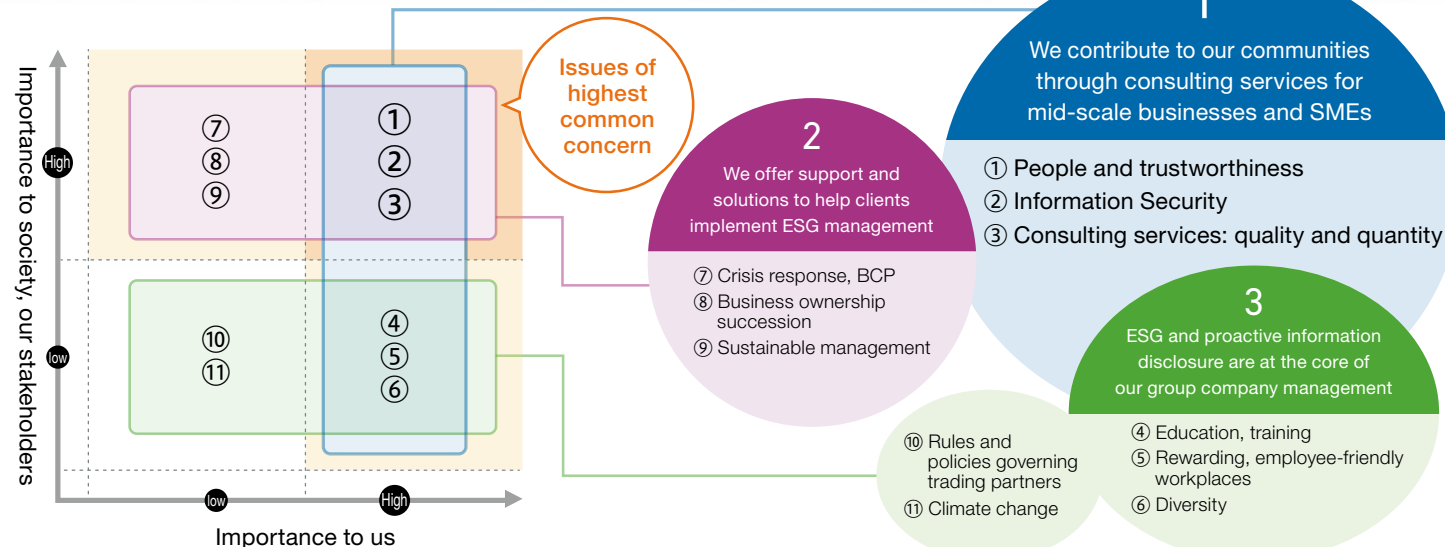 Importance to society, our stakeholders
High
low
⑦
⑧
⑨
①
②
③
⑩
⑪
④
⑤
⑥
low
High
Importance to us
Issues of
highest
common
concern
1
We contribute to our communities
through consulting services for
mid-scale businesses and SMEs
① People and trustworthiness
② Information Security
③ Consulting services: quality and quantity
2
We offer support and
solutions to help clients
implement ESG management
⑦ Crisis response, BCP
⑧ Business ownership
succession
⑨ Sustainable management
3
ESG and proactive information
disclosure are at the core of
our group company management
④ Education, training
⑤ Rewarding, employee-friendly
workplaces
⑥ Diversity
⑩ Rules and
policies governing
trading partners
⑪ Climate change